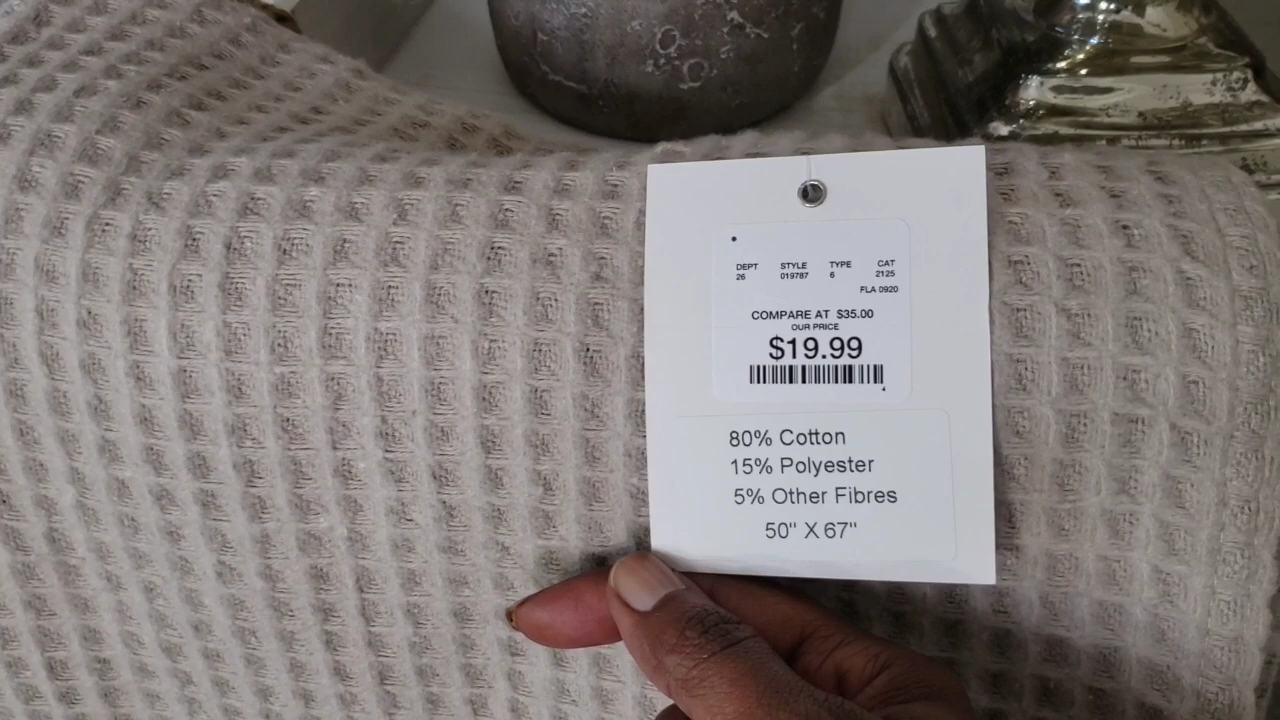 DEPT STYLE TYPE CAT
26 019787 6 2125
FLA 0920
COMPARE AT $35.00
OUR PRICE
$19.99
4
80% Cotton
15% Polyester
5% Other Fibres
50" X 67"